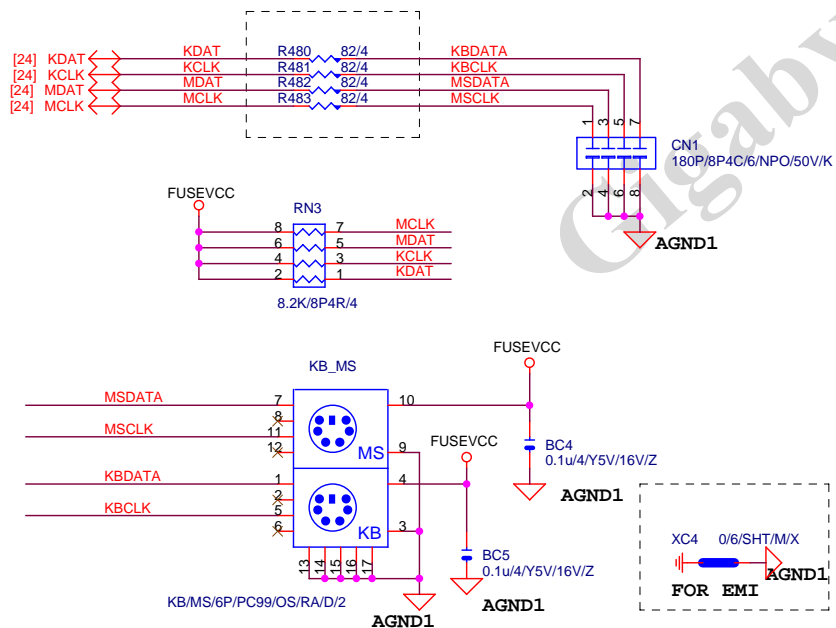 [24] KDAT KDAT R480 82/4 KBDATA
[24] KCLK KCLK R481 82/4 KBCLK
[24] MDAT MDAT R482 82/4 MSDATA
[24] MCLK MCLK R483 82/4 MSCLK
1 3 5 7
CN1
180P/8P4C/6/NPO/50V/K
2 4 6 8
AGND1
Gigaby
FUSEVCC
RN3
8 7 MCLK
6 5 MDAT
4 3 KCLK
2 1 KDAT
8.2K/8P4R/4
FUSEVCC
KB_MS
MSDATA 7 10
8
MSCLK 11
12 MS 9
FUSEVCC
BC4
0.1u/4/Y5V/16V/Z
AGND1
KBDATA 1 4
2
KBCLK 5
6 KB 3
13 14 15 16 17
BC5
0.1u/4/Y5V/16V/Z
AGND1
KB/MS/6P/PC99/OS/RA/D/2
AGND1
XC4 0/6/SHT/M/X
AGND1
FOR EMI